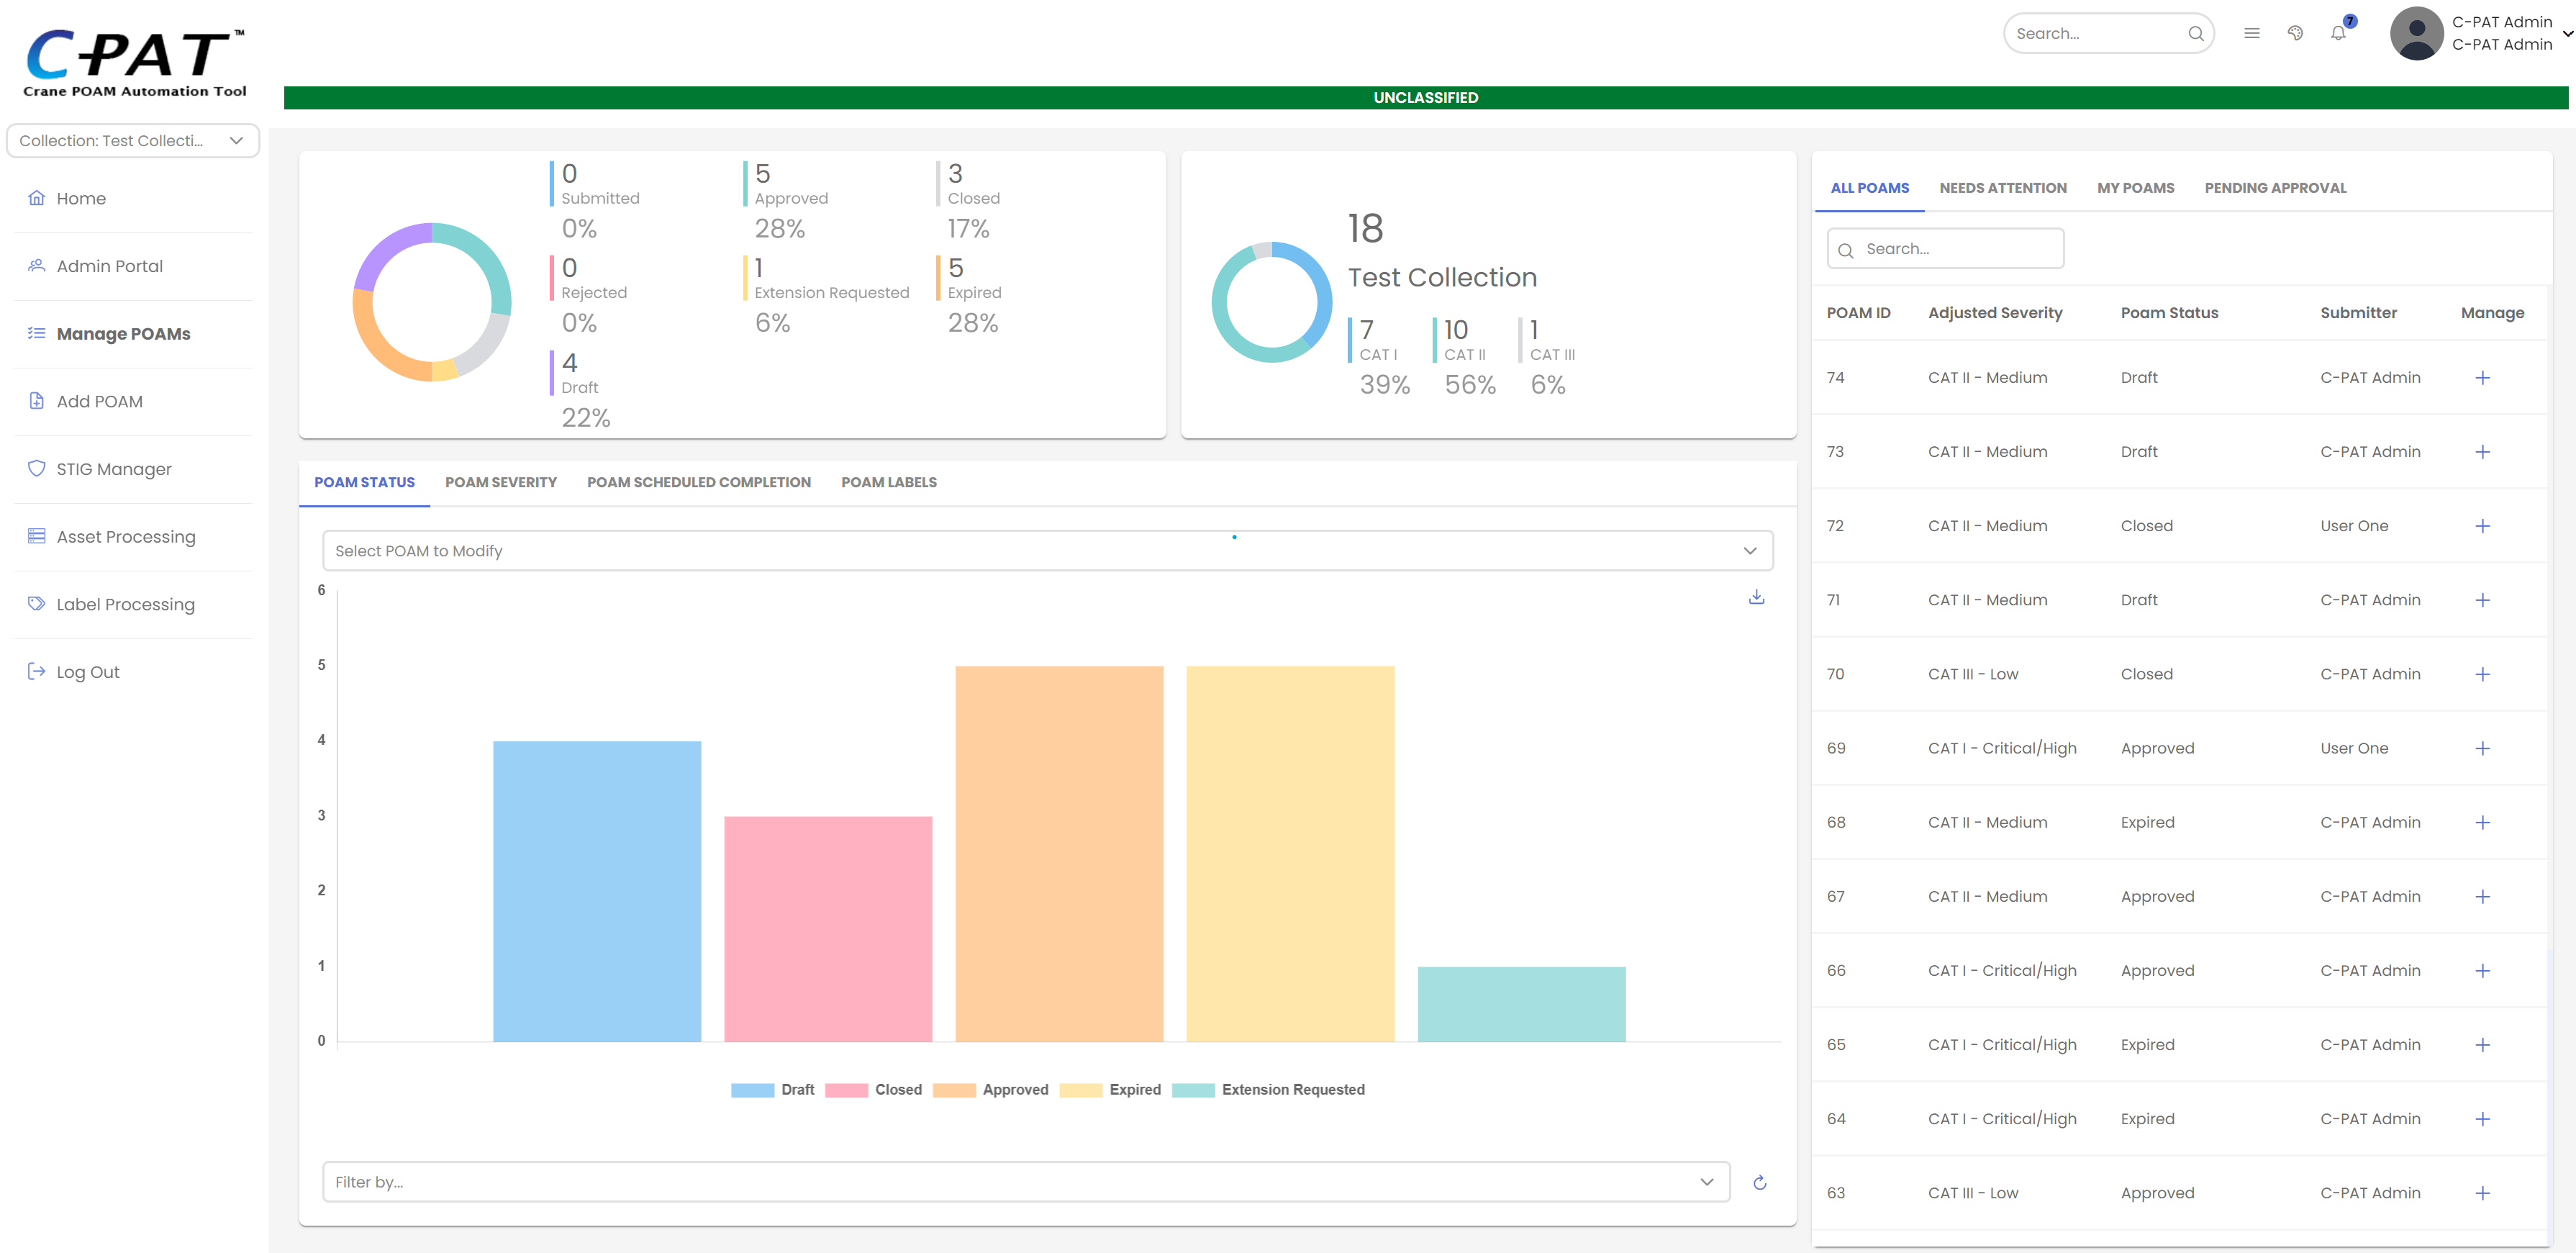 C-PAT™
Crane POAM Automation Tool
Search...
7
C-PAT Admin
C-PAT Admin
UNCLASSIFIED
Collection: Test Collecti...
Home
Admin Portal
Manage POAMs
Add POAM
STIG Manager
Asset Processing
Label Processing
Log Out
0 5 3
Submitted Approved Closed
0% 28% 17%
0 1 5
Rejected Extension Requested Expired
0% 6% 28%
4
Draft
22%
18
Test Collection
7 10 1
CAT I CAT II CAT III
39% 56% 6%
POAM STATUS POAM SEVERITY POAM SCHEDULED COMPLETION POAM LABELS
Select POAM to Modify
6
5
4
3
2
1
0
Draft Closed Approved Expired Extension Requested
Filter by...
ALL POAMS NEEDS ATTENTION MY POAMS PENDING APPROVAL
Search...
POAM ID Adjusted Severity Poam Status Submitter Manage
74 CAT II - Medium Draft C-PAT Admin
73 CAT II - Medium Draft C-PAT Admin
72 CAT II - Medium Closed User One
71 CAT II - Medium Draft C-PAT Admin
70 CAT III - Low Closed C-PAT Admin
69 CAT I - Critical/High Approved User One
68 CAT II - Medium Expired C-PAT Admin
67 CAT II - Medium Approved C-PAT Admin
66 CAT I - Critical/High Approved C-PAT Admin
65 CAT I - Critical/High Expired C-PAT Admin
64 CAT I - Critical/High Expired C-PAT Admin
63 CAT III - Low Approved C-PAT Admin